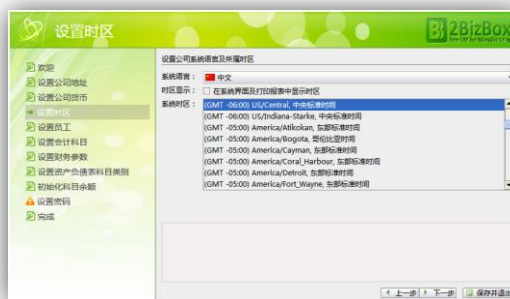 设置时区
2BizBox
欢迎
设置公司地址
设置公司货币
设置时区
设置员工
设置会计科目
设置财务参数
设置资产负债表科目类别
初始化科目余额
设置密码
完成
设置公司系统语言及所属时区
系统语言： 中文
时区显示： 在系统界面及打印报表中显示时区
系统时区： (GMT -06:00) US/Central, 中央标准时间
(GMT -06:00) US/Indiana-Starke, 中央标准时间
(GMT -05:00) America/Atikokan, 东部标准时间
(GMT -05:00) America/Bogota, 哥伦比亚时间
(GMT -05:00) America/Cayman, 东部标准时间
(GMT -05:00) America/Coral_Harbour, 东部标准时间
(GMT -05:00) America/Detroit, 东部标准时间
(GMT -05:00) America/Fort_Wayne, 东部标准时间
上一步 下一步 保存并退出